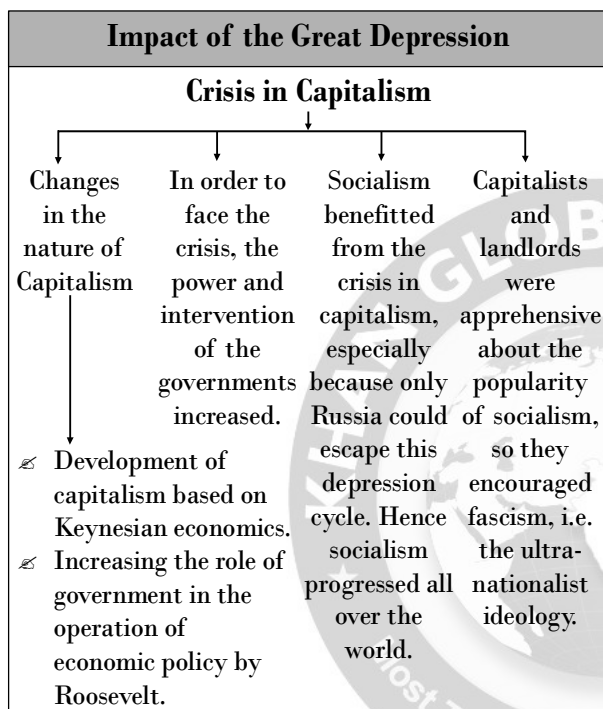 Impact of the Great Depression
Crisis in Capitalism
Changes
in the
nature of
Capitalism
✍ Development of
capitalism based on
Keynesian economics.
✍ Increasing the role of
government in the
operation of
economic policy by
Roosevelt.
In order to
face the
crisis, the
power and
intervention
of the
governments
increased.
Socialism
benefitted
from the
crisis in
capitalism,
especially
because only
Russia could
escape this
depression
cycle. Hence
socialism
progressed all
over the
world.
Capitalists
and
landlords
were
apprehensive
about the
popularity
of socialism,
so they
encouraged
fascism, i.e.
the ultra-
nationalist
ideology.
KHAN GLOB
Most